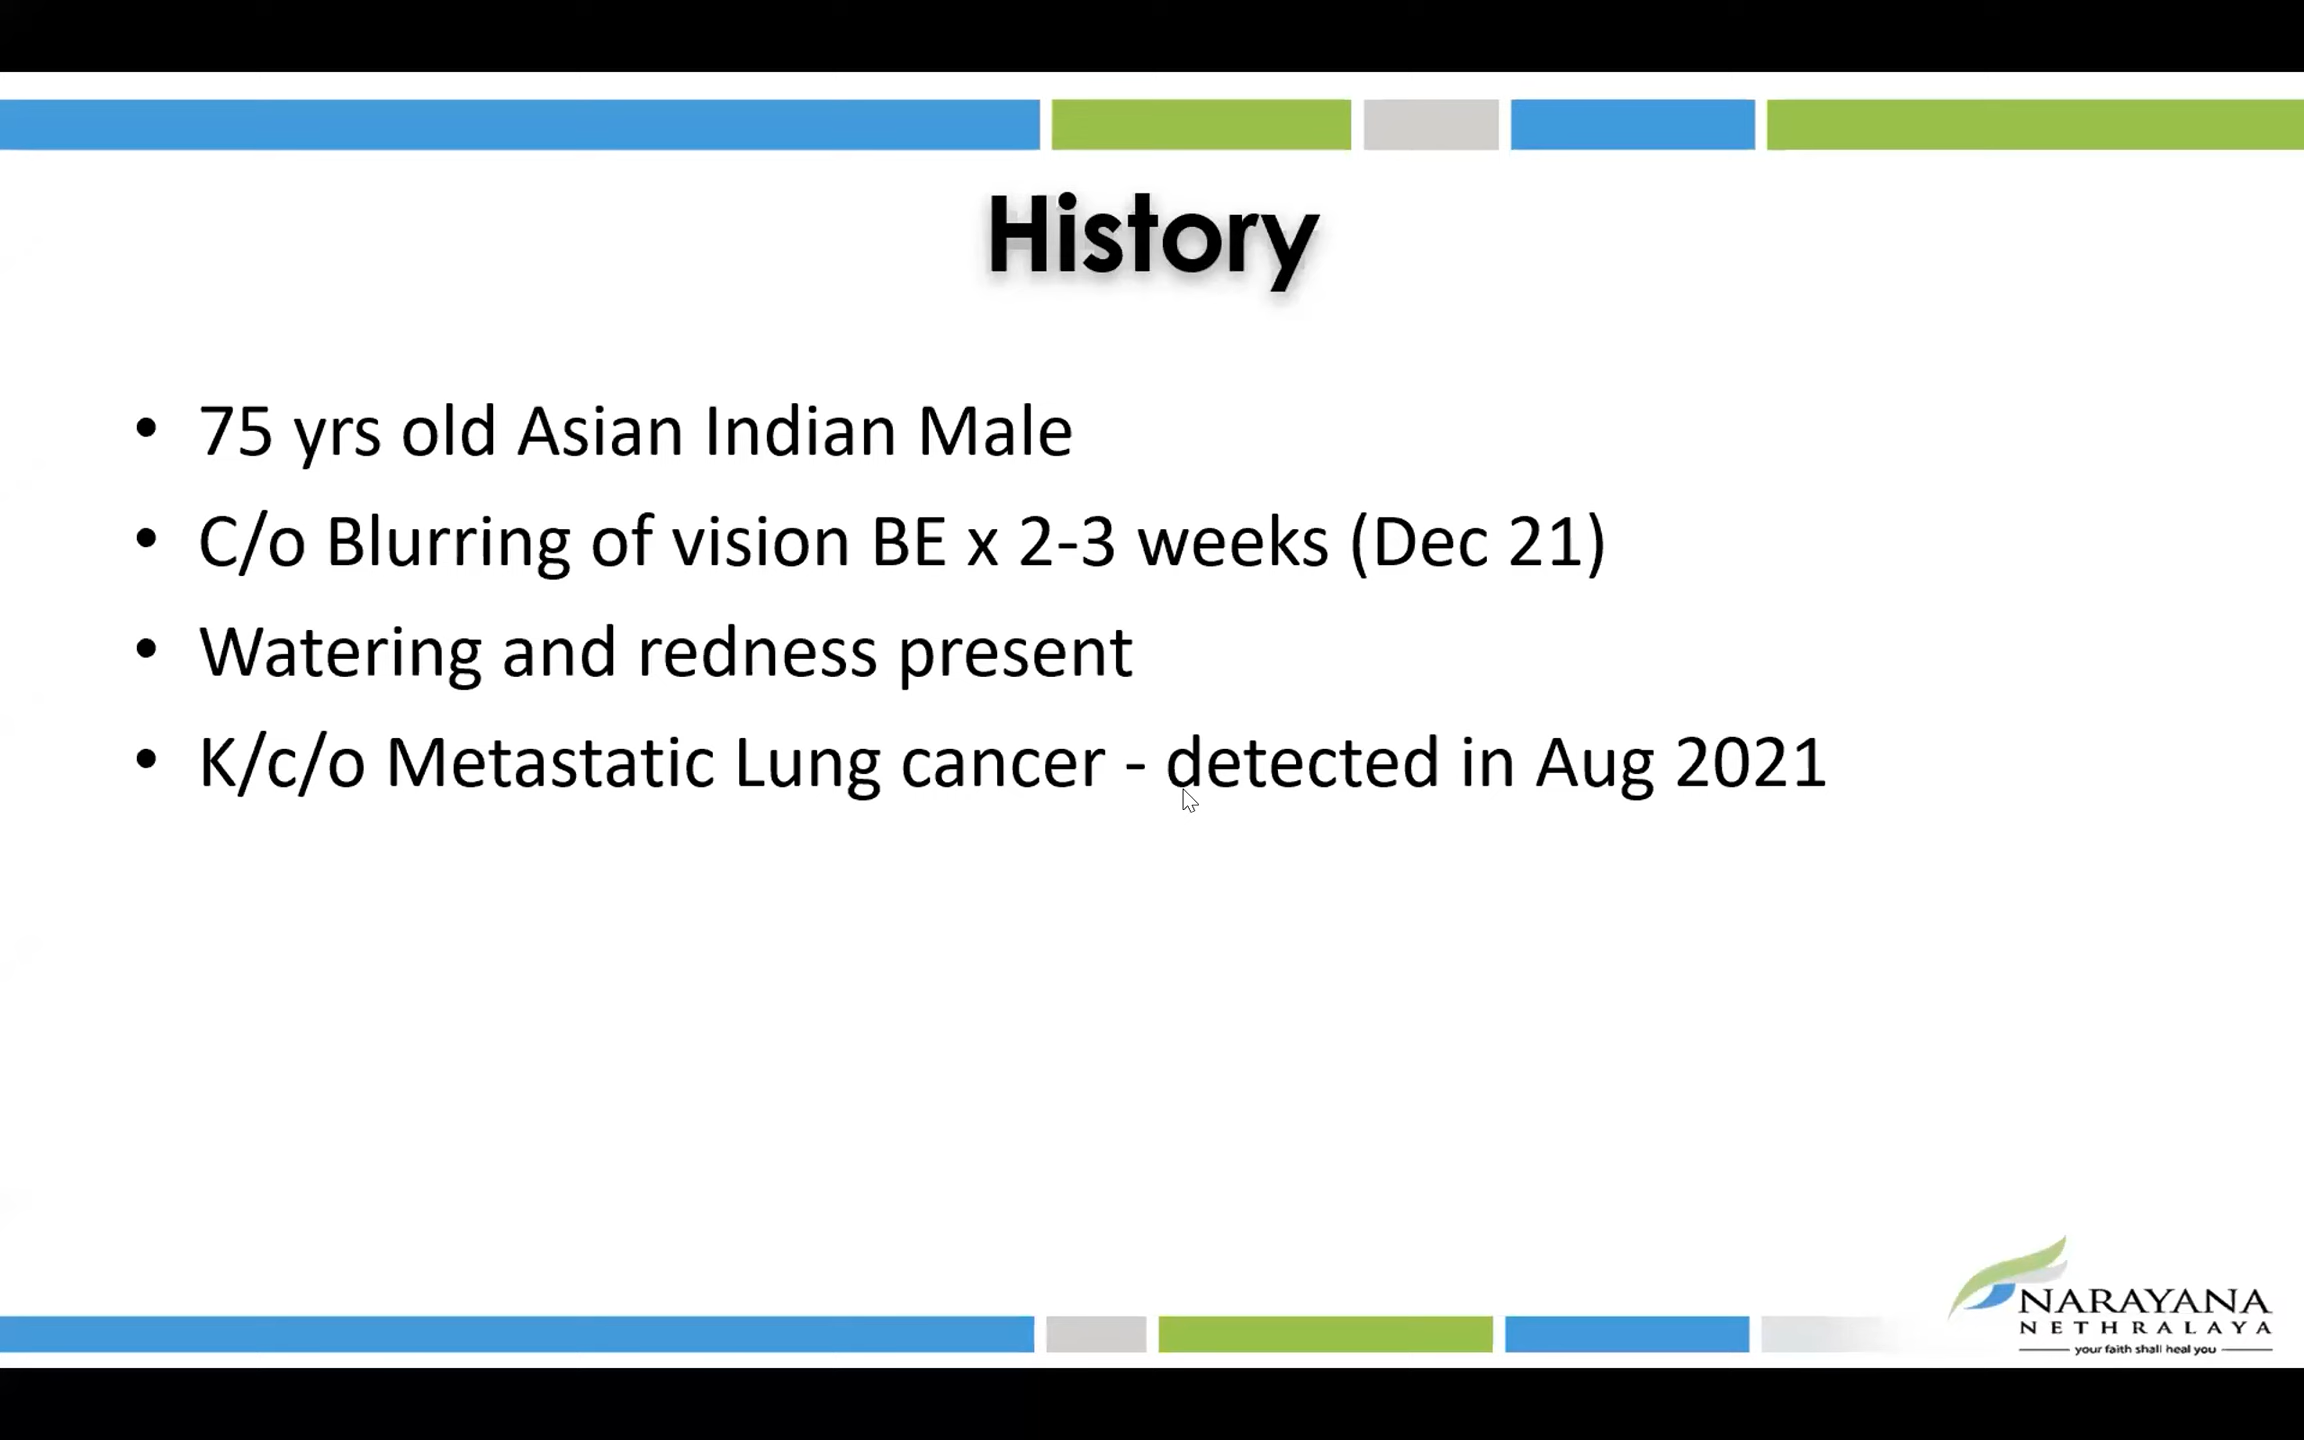 History
• 75 yrs old Asian Indian Male
• C/o Blurring of vision BE x 2-3 weeks (Dec 21)
• Watering and redness present
• K/c/o Metastatic Lung cancer - detected in Aug 2021
NARAYANA
NETHRALAYA
your faith shall heal you